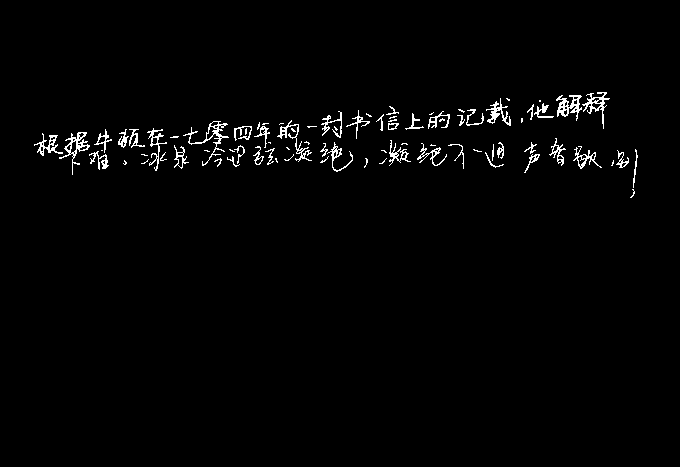 根据牛顿在一七零四年的一封书信上的记载,他解释
下难。冰泉冷涩弦凝绝,凝绝不通声暂歇.别